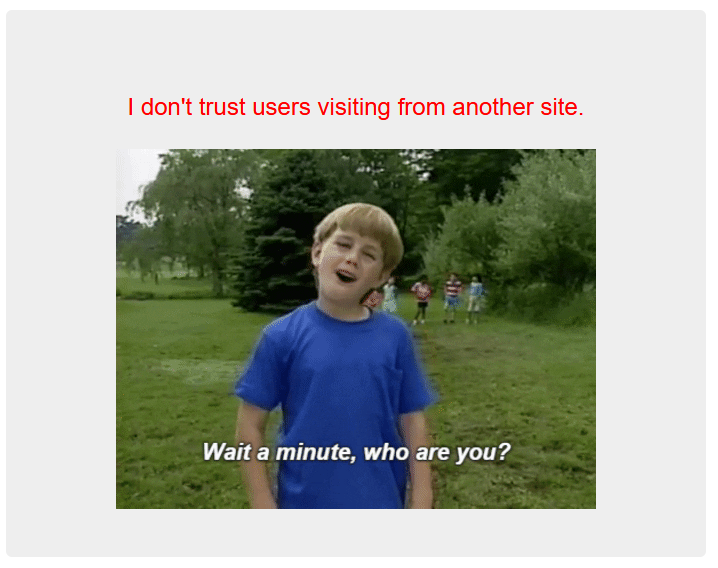 I don't trust users visiting from another site.
Wait a minute, who are you?